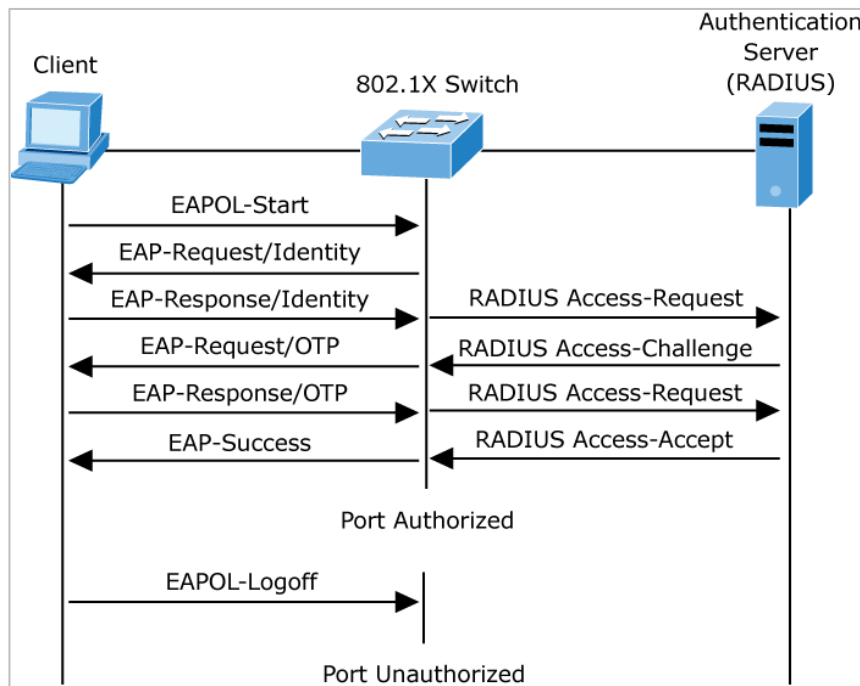 Authentication
Server
(RADIUS)
Client
802.1X Switch
EAPOL-Start
EAP-Request/Identity
EAP-Response/Identity
RADIUS Access-Request
EAP-Request/OTP
RADIUS Access-Challenge
EAP-Response/OTP
RADIUS Access-Request
EAP-Success
RADIUS Access-Accept
Port Authorized
EAPOL-Logoff
Port Unauthorized